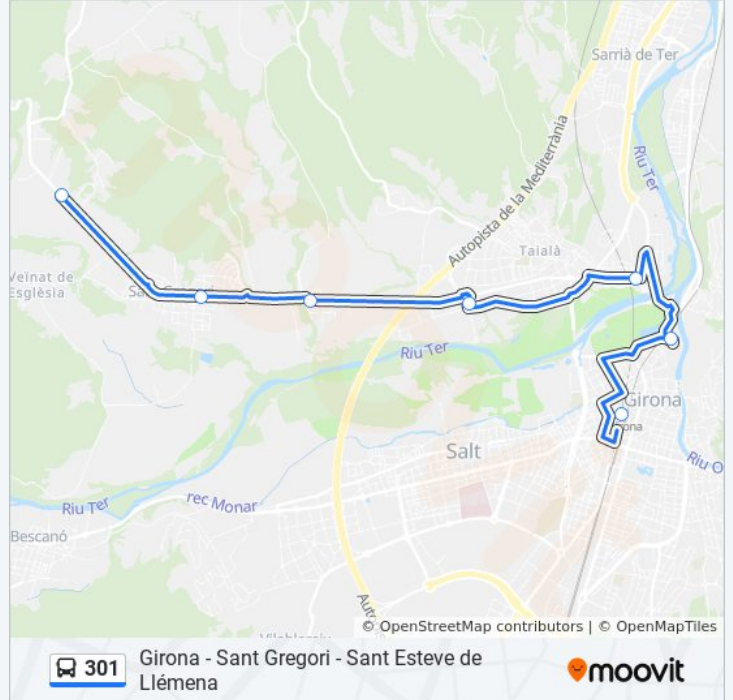 Sarrià de Ter
Riu Ter
Autopista de la Mediterrània
Taialà
Veïnat de
Església
Riu Ter
Girona
Salt
Riu O
rec Monar
Riu Ter
Bescanó
Auto
© OpenStreetMap contributors | © OpenMapTiles
301
Girona - Sant Gregori - Sant Esteve de
Llémena
moovit